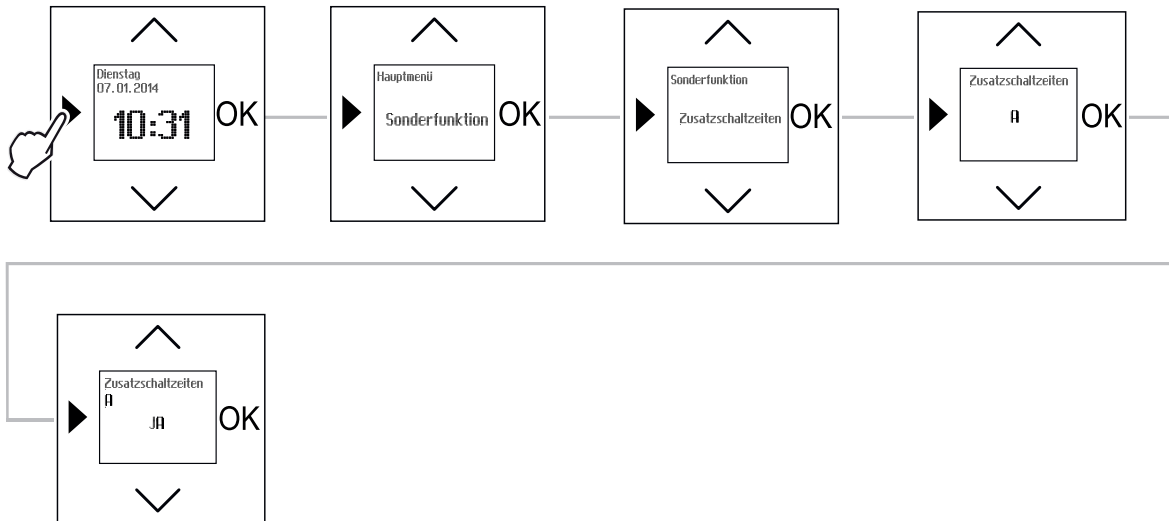 Dienstag
07.01.2014
10:31
OK
Hauptmenü
Sonderfunktion
OK
Sonderfunktion
Zusatzschaltzeiten
OK
Zusatzschaltzeiten
A
OK
Zusatzschaltzeiten
A
JA
OK